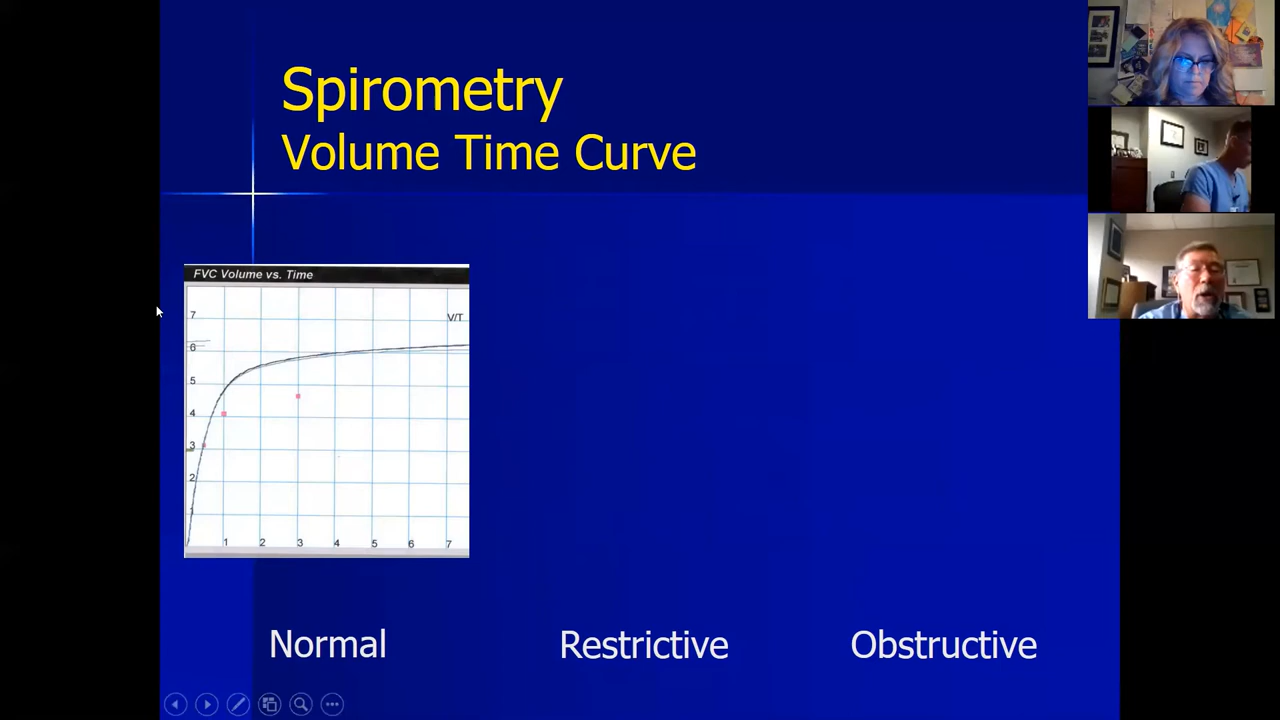 Spirometry
Volume Time Curve
FVC Volume vs. Time
V/T
7
6
5
4
3
2
1
1 2 3 4 5 6 7
Normal Restrictive Obstructive